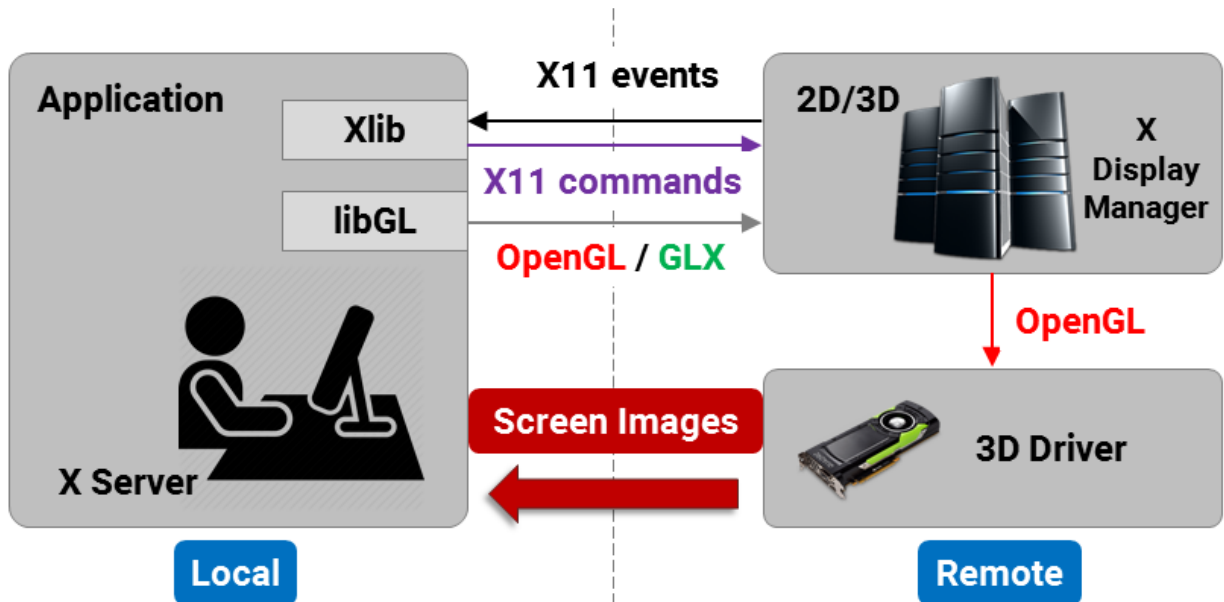 Application
Xlib
libGL
X Server
Local
X11 events
X11 commands
OpenGL / GLX
Screen Images
2D/3D
X
Display
Manager
OpenGL
3D Driver
Remote